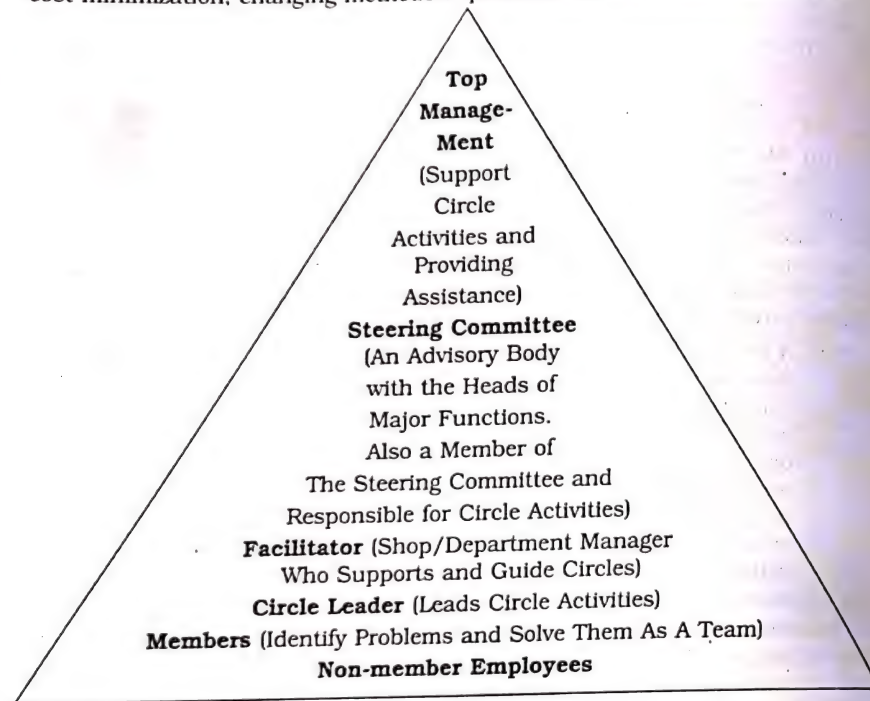 Top
Manage-
Ment
(Support
Circle
Activities and
Providing
Assistance)
Steering Committee
(An Advisory Body
with the Heads of
Major Functions.
Also a Member of
The Steering Committee and
Responsible for Circle Activities)
Facilitator (Shop/Department Manager
Who Supports and Guide Circles)
Circle Leader (Leads Circle Activities)
Members (Identify Problems and Solve Them As A Team)
Non-member Employees